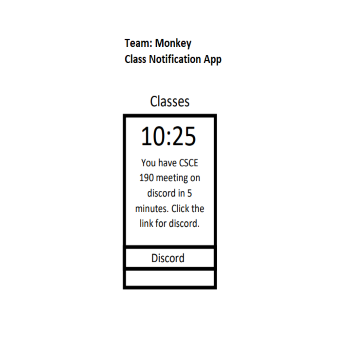 Team: Monkey
Class Notification App
Classes
10:25
You have CSCE
190 meeting on
discord in 5
minutes. Click the
link for discord.
Discord